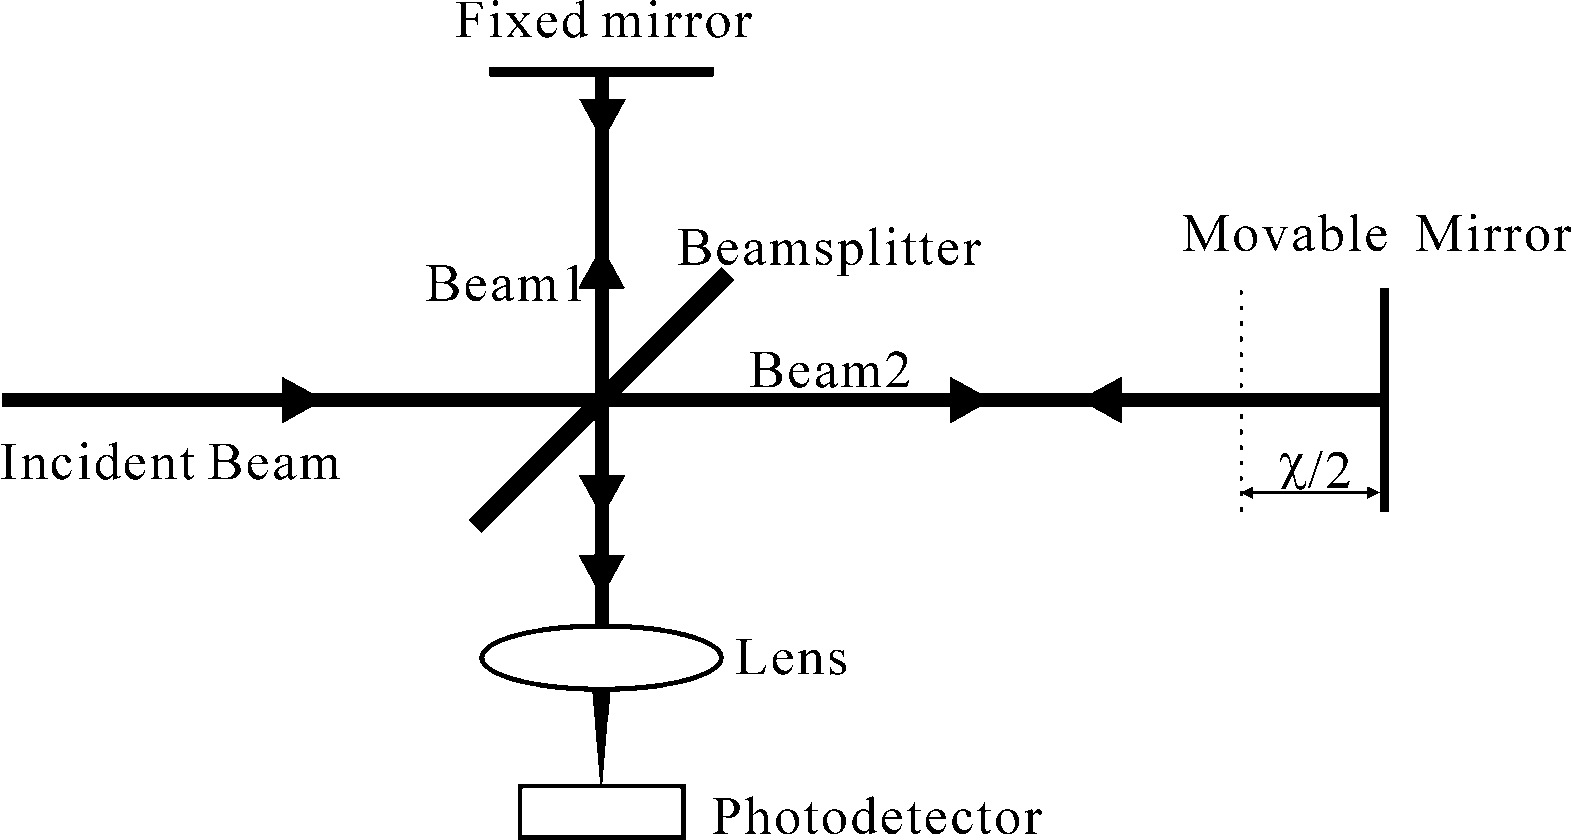 Fixed mirror
Movable Mirror
Beamsplitter
Beam1
Beam2
Incident Beam
χ/2
Lens
Photodetector